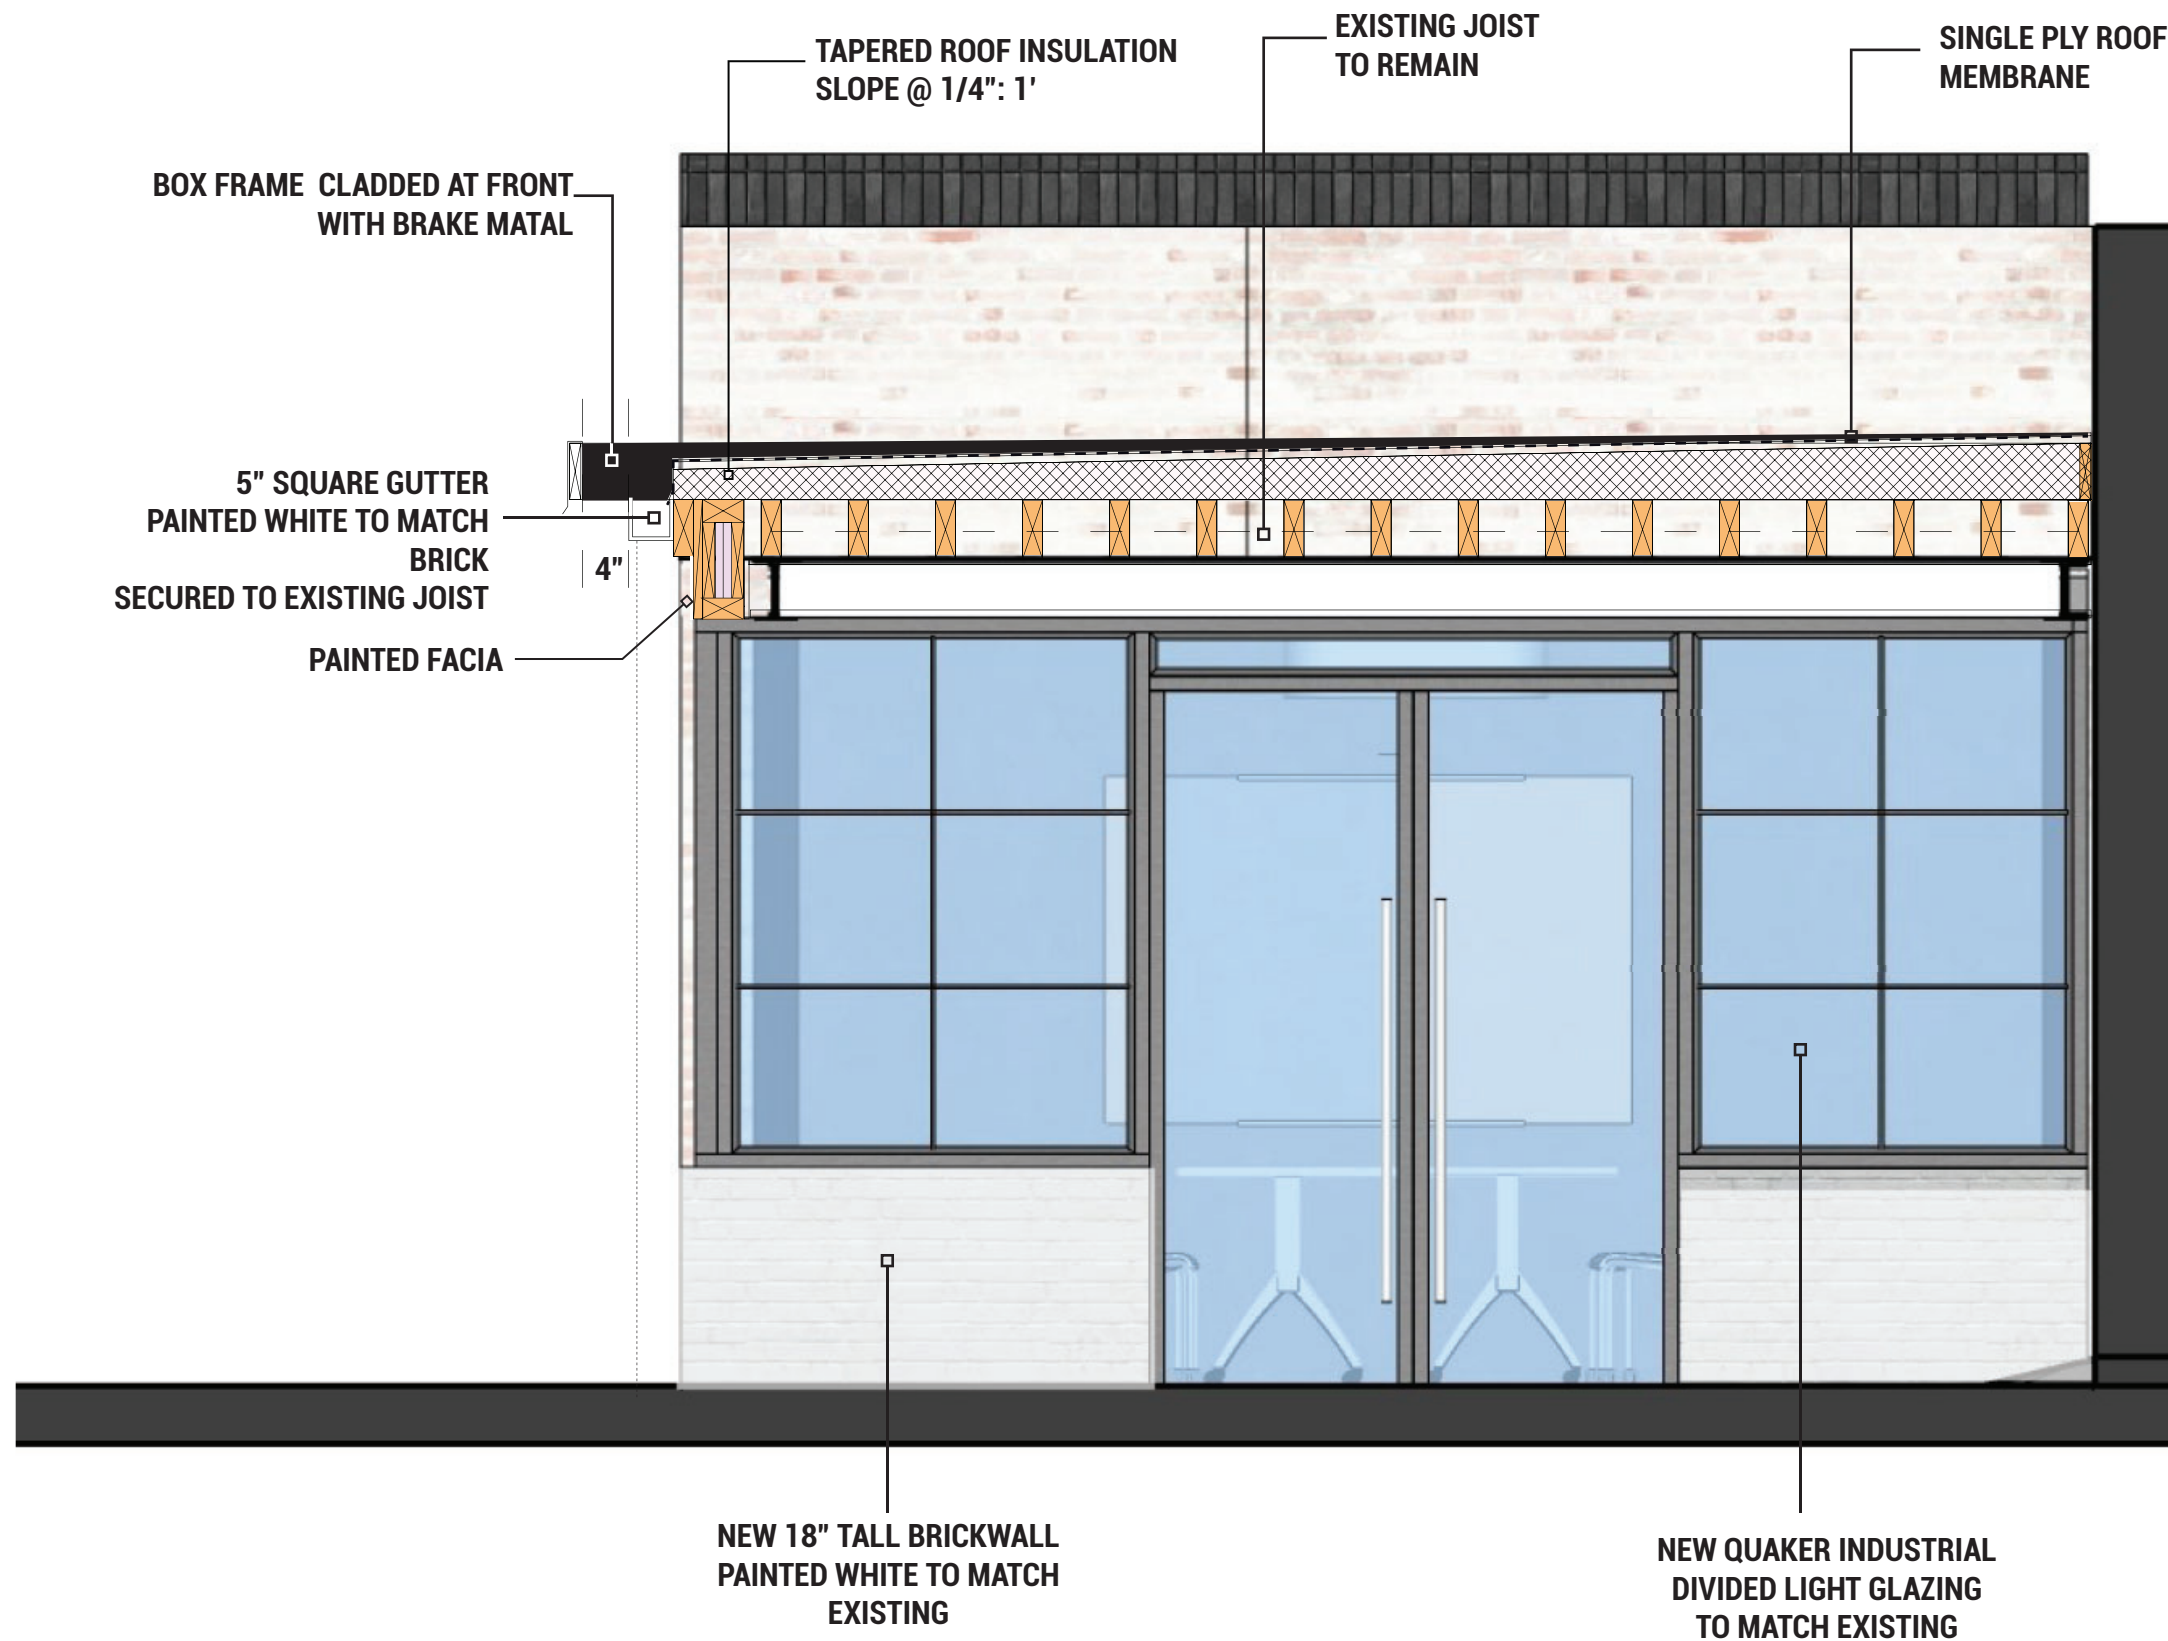 EXISTING JOIST
TO REMAIN
SINGLE PLY ROOF
MEMBRANE
TAPERED ROOF INSULATION
SLOPE @ 1/4": 1'
BOX FRAME  CLADDED AT FRONT
WITH BRAKE MATAL
5" SQUARE GUTTER
PAINTED WHITE TO MATCH
BRICK
SECURED TO EXISTING JOIST
4"
PAINTED FACIA
NEW 18" TALL BRICKWALL
PAINTED WHITE TO MATCH
EXISTING
NEW QUAKER INDUSTRIAL
DIVIDED LIGHT GLAZING
TO MATCH EXISTING